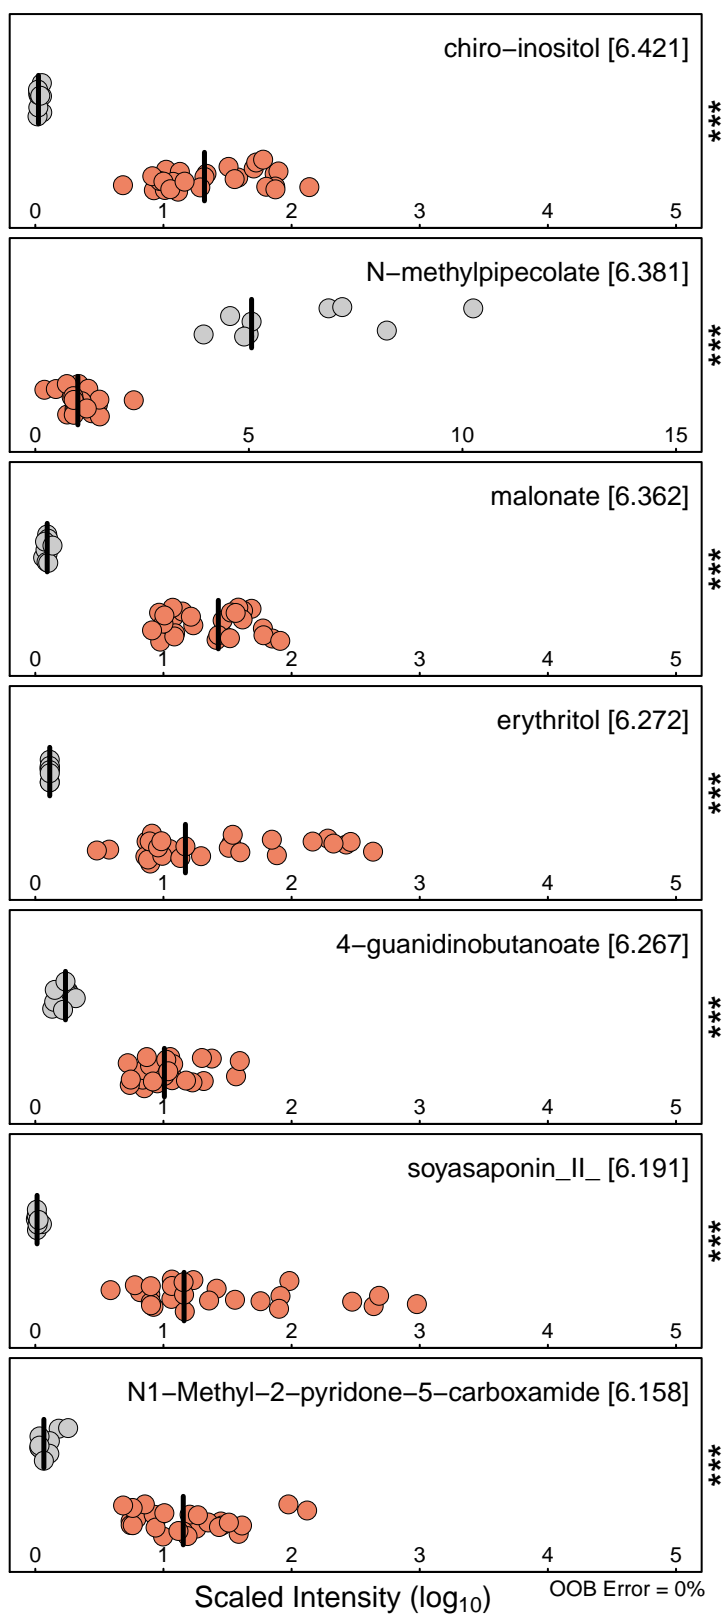 chiro−inositol [6.421]
***
0 1 2 3 4 5
N−methylpipecolate [6.381]
***
0 5 10 15
malonate [6.362]
***
0 1 2 3 4 5
erythritol [6.272]
***
0 1 2 3 4 5
4−guanidinobutanoate [6.267]
***
0 1 2 3 4 5
soyasaponin_II_ [6.191]
***
0 1 2 3 4 5
N1−Methyl−2−pyridone−5−carboxamide [6.158]
***
0 1 2 3 4 5
Scaled Intensity (log₁₀)
OOB Error = 0%